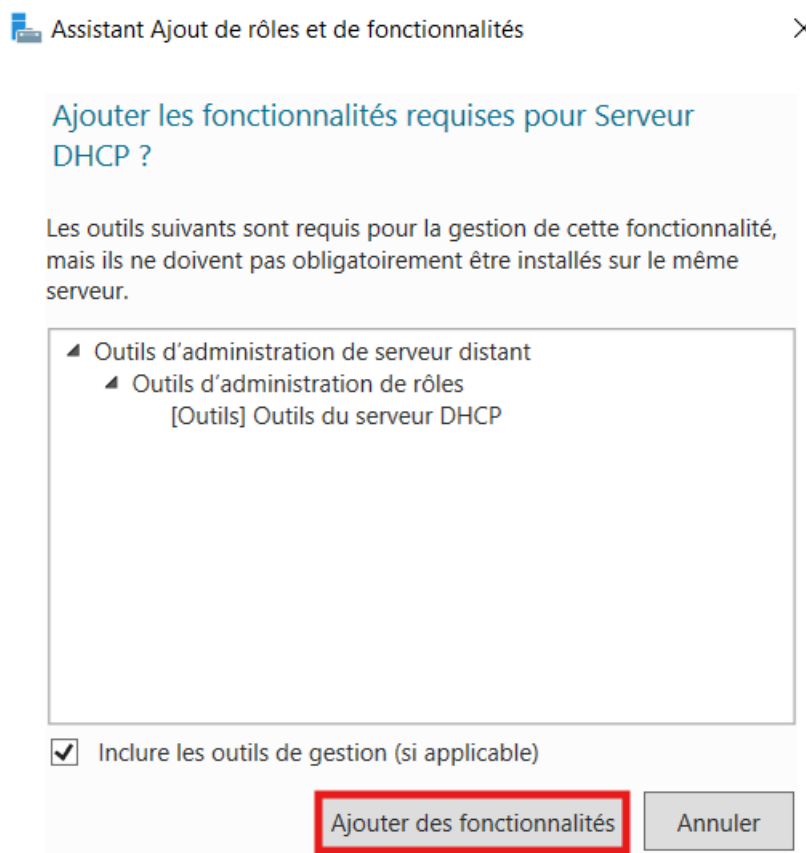 Assistant Ajout de rôles et de fonctionnalités
Ajouter les fonctionnalités requises pour Serveur
DHCP ?
Les outils suivants sont requis pour la gestion de cette fonctionnalité,
mais ils ne doivent pas obligatoirement être installés sur le même
serveur.
Outils d’administration de serveur distant
Outils d’administration de rôles
[Outils] Outils du serveur DHCP
Inclure les outils de gestion (si applicable)
Ajouter des fonctionnalités
Annuler